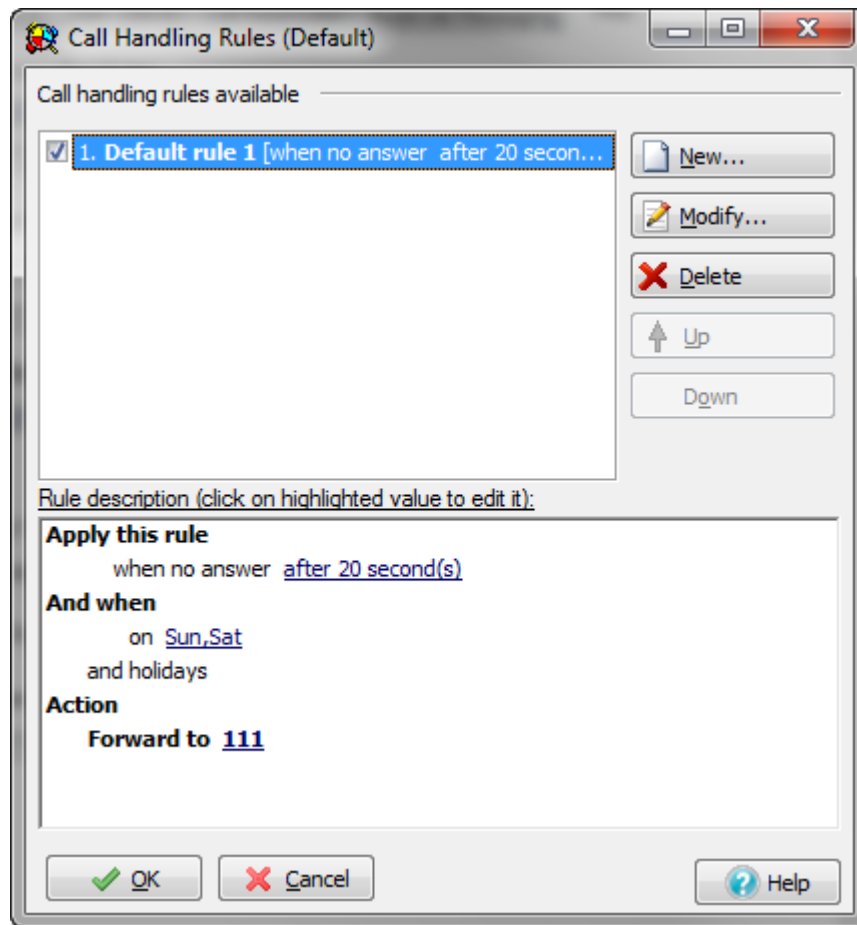 Call Handling Rules (Default)
Call handling rules available
1. Default rule 1 [when no answer after 20 secon...
New...
Modify...
Delete
Up
Down
Rule description (click on highlighted value to edit it):
Apply this rule
when no answer after 20 second(s)
And when
on Sun,Sat
and holidays
Action
Forward to 111
OK
Cancel
Help